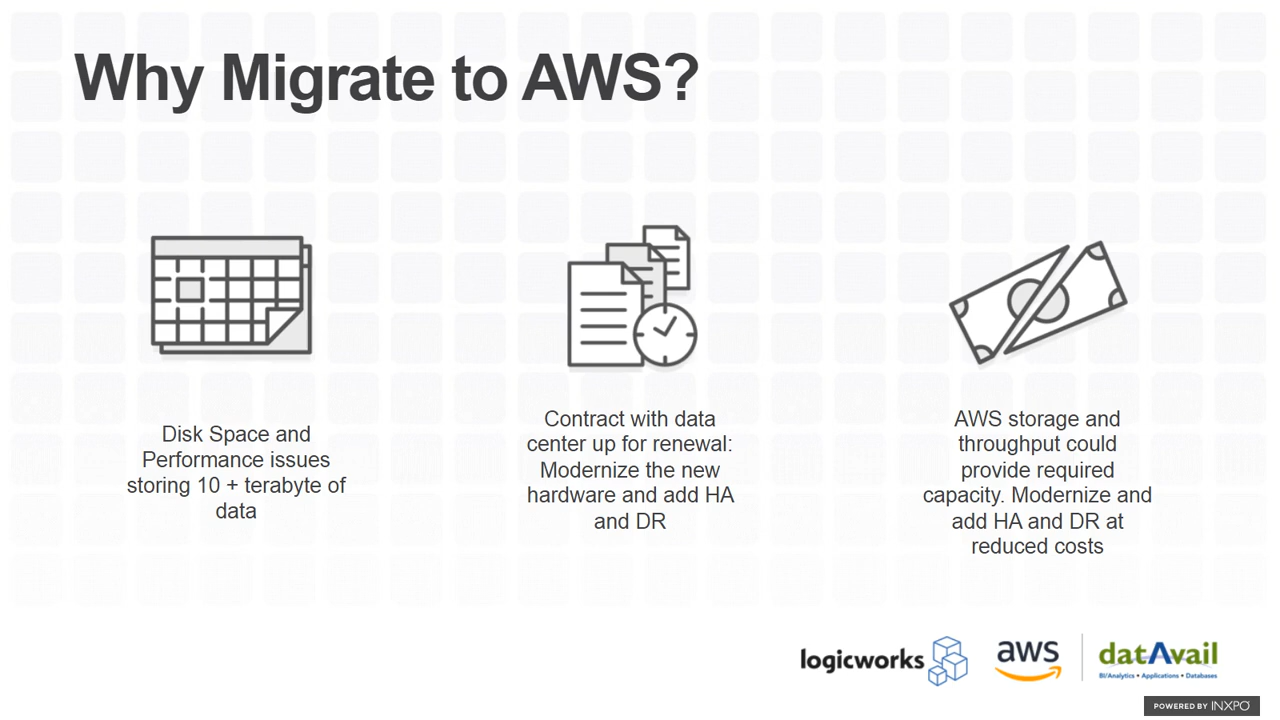 Why Migrate to AWS?
Disk Space and
Performance issues
storing 10 + terabyte of
data
Contract with data
center up for renewal:
Modernize the new
hardware and add HA
and DR
AWS storage and
throughput could
provide required
capacity. Modernize and
add HA and DR at
reduced costs
logicworks
aws
datAvail
BI/Analytics • Applications • Databases
POWERED BY INXPO